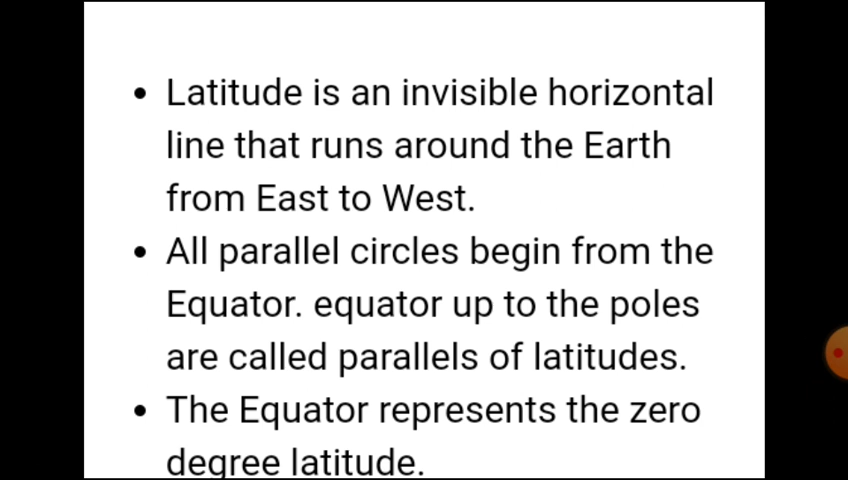 • Latitude is an invisible horizontal
line that runs around the Earth
from East to West.
• All parallel circles begin from the
Equator. equator up to the poles
are called parallels of latitudes.
• The Equator represents the zero
degree latitude.